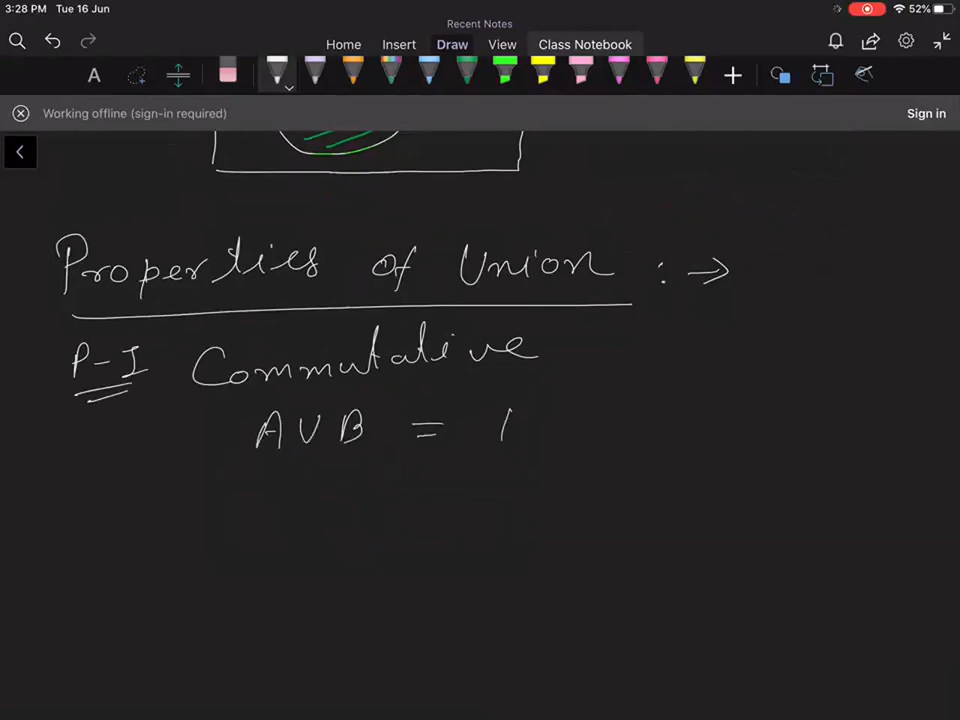 3:28 PM Tue 16 Jun 52%
Recent Notes
Home Insert Draw View Class Notebook
A
Working offline (sign-in required) Sign in
Properties of Union : →
P-I Commutative
A∪B =